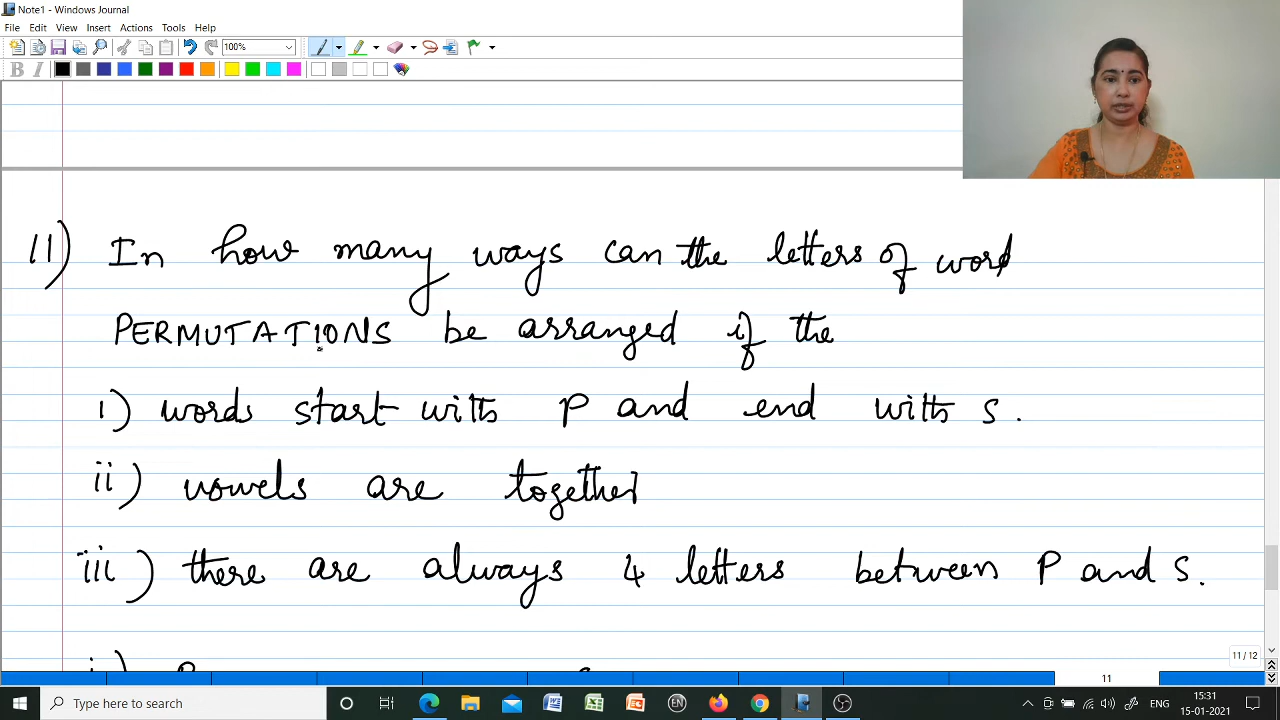 Note1 - Windows Journal
File Edit View Insert Actions Tools Help
100%
B I
11) In how many ways can the letters of word
PERMUTATIONS be arranged if the
i) words start with P and end with S.
ii) vowels are together
iii) there are always 4 letters between P and S.
i)
11 / 12
11
Type here to search
EN
ENG
15:31
15-01-2021